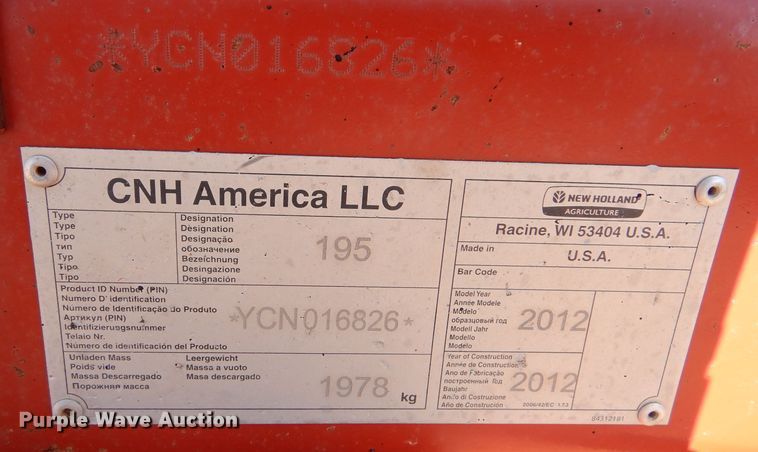 *YCN016826*
CNH America LLC
Type
Type
Tipo
тип
Typ
Tipo
Tipo
Designation
Designation
Designação
обозначение
Bezeichnung
Desingazione
Designación
195
Product ID Number (PIN)
Numero D' identification
Numero de Identificação do Produto
Артикул (PIN)
Identifizierungsnummer
Telaio Nr.
Número de identificación del Producto
*YCN016826*
Unladen Mass
Poids vide
Massa Descarregado
Порожняя масса
Leergewicht
Massa a vuoto
Masa descargado
1978 kg
NEW HOLLAND
AGRICULTURE
Racine, WI 53404 U.S.A.
Made in
U.S.A.
Bar Code
Model Year
Année Modele
Modelo
образцовый год
Modell Jahr
Modello
Modelo
2012
Year of Construction
Année de Construction
Ano de Fabricação
построенный год
Baujahr
Anno di Costruzione
Año de Construción
2012
2006/42/EC 1.7.3
84312181
Purple Wave Auction